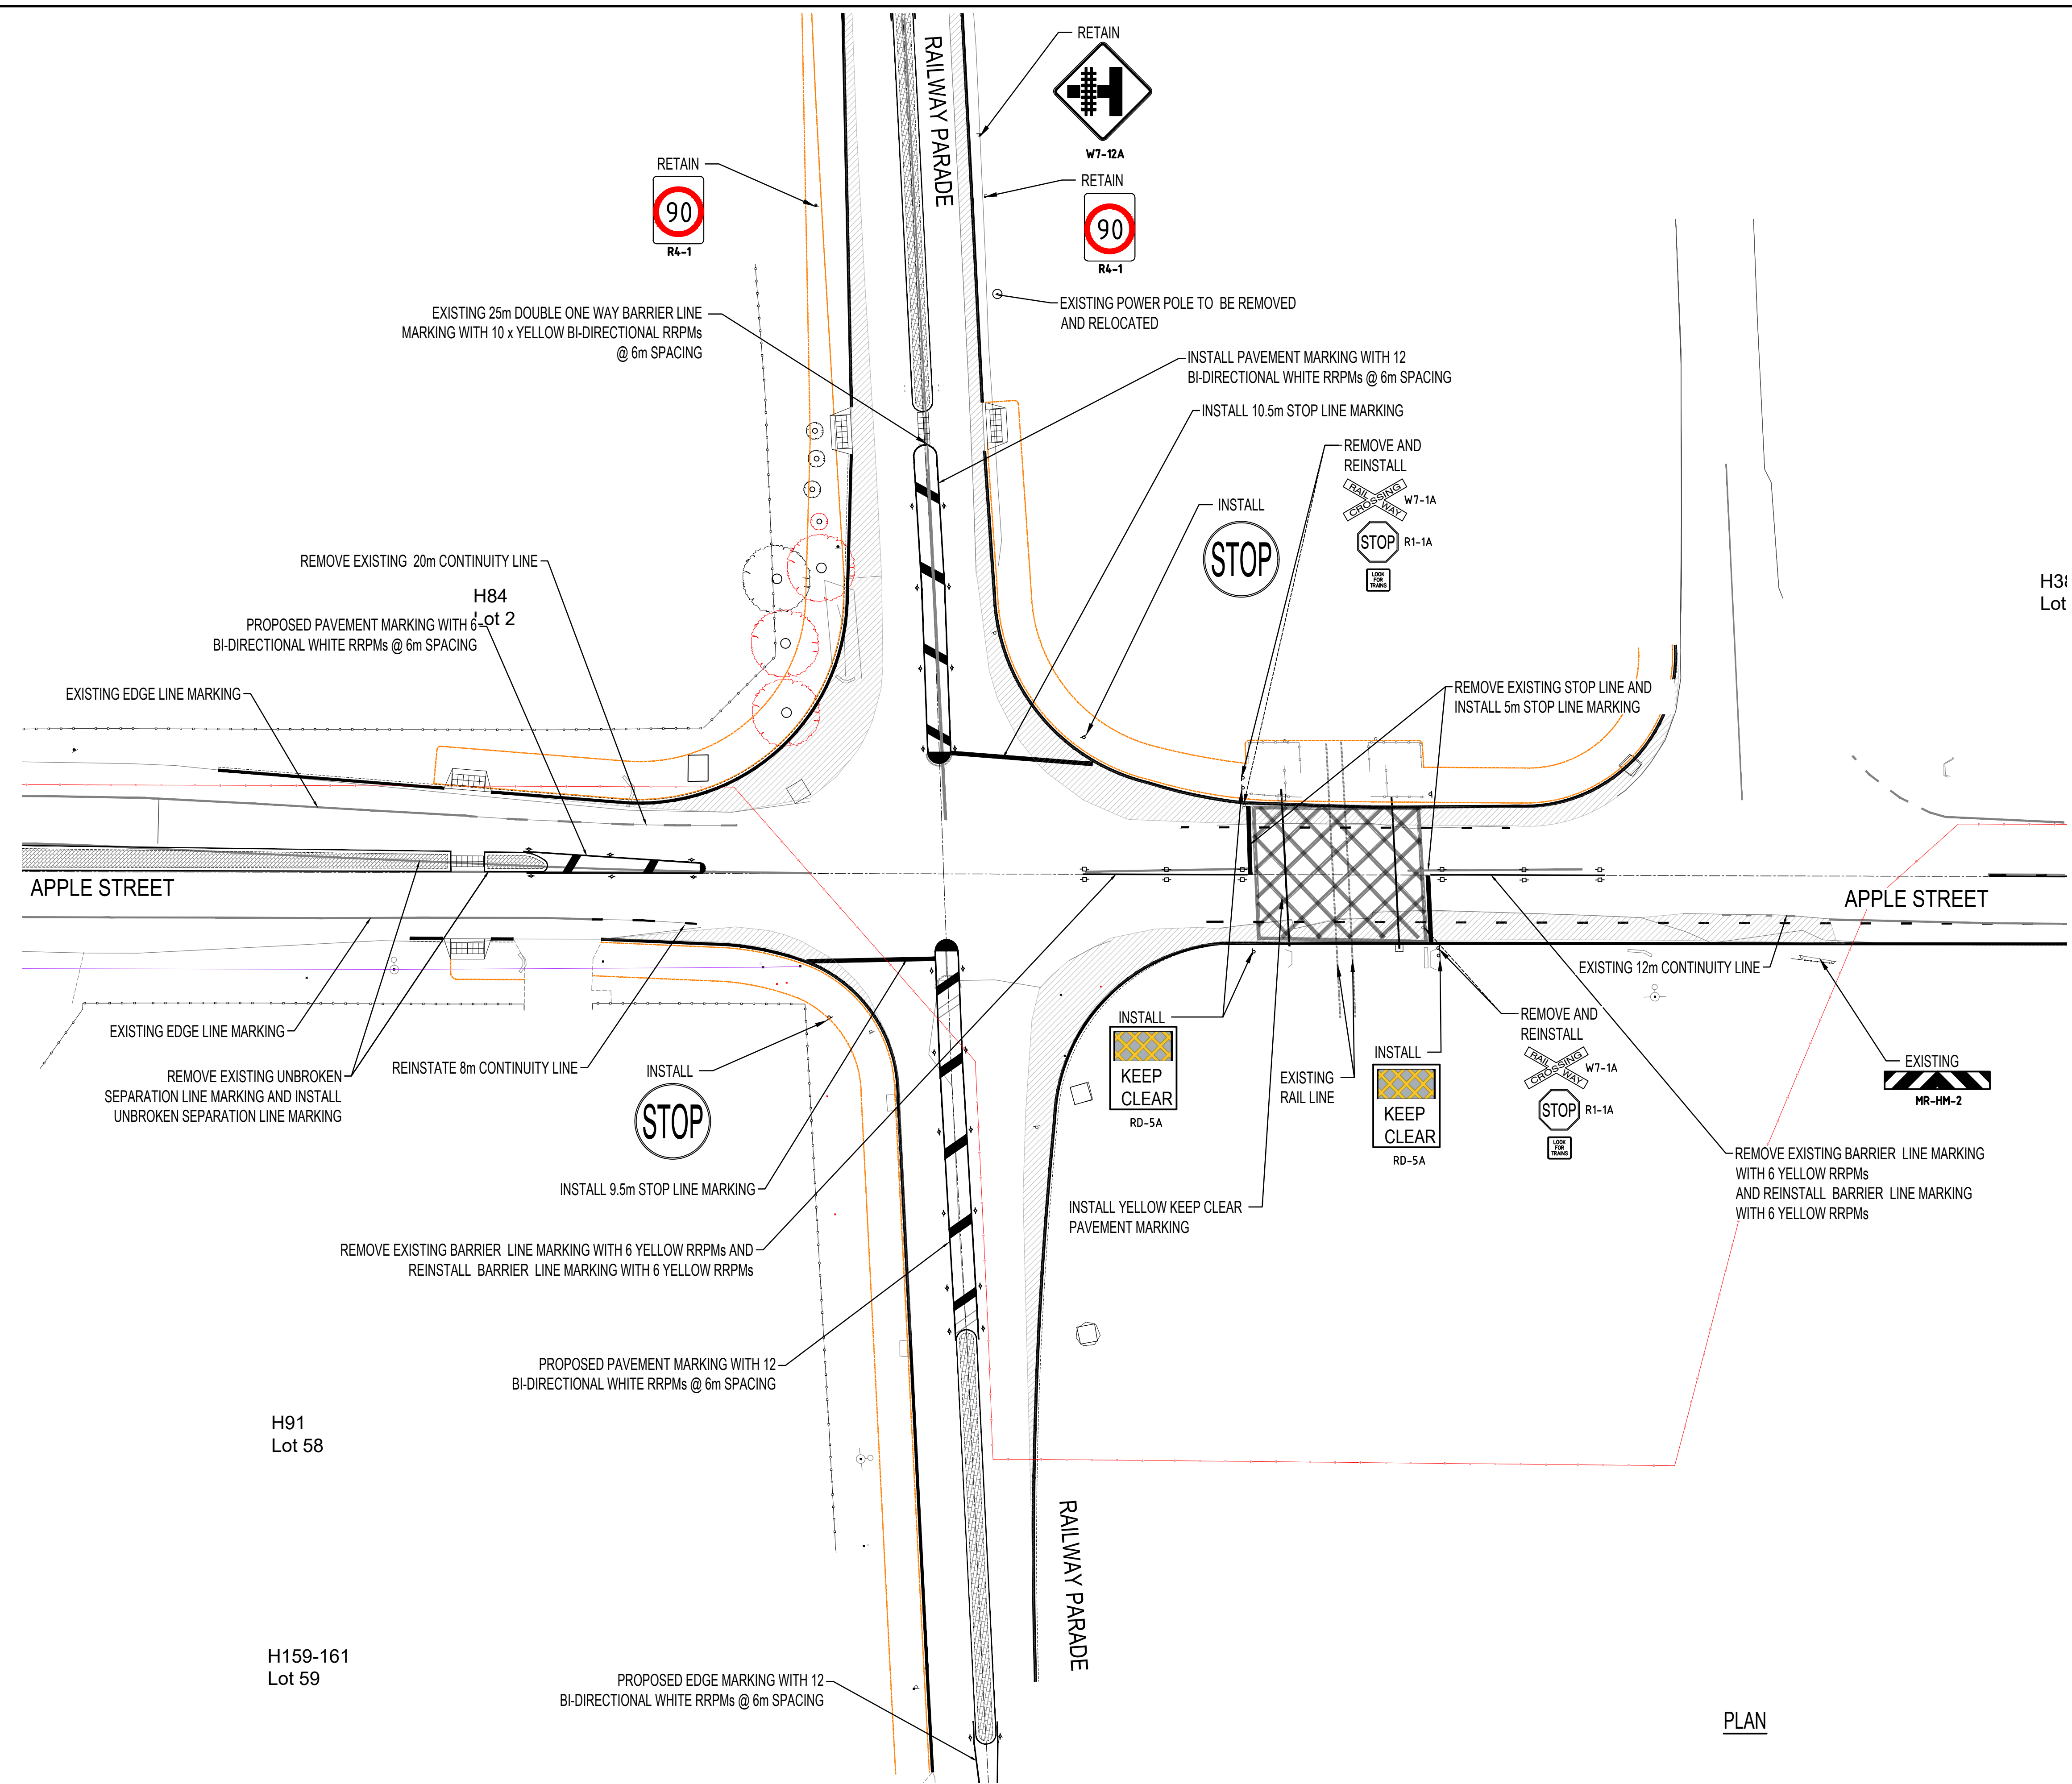 RAILWAY PARADE
RETAIN
W7-12A
RETAIN
90
R4-1
RETAIN
90
R4-1
EXISTING 25m DOUBLE ONE WAY BARRIER LINE
MARKING WITH 10 x YELLOW BI-DIRECTIONAL RRPMs
@ 6m SPACING
EXISTING POWER POLE TO BE REMOVED
AND RELOCATED
INSTALL PAVEMENT MARKING WITH 12
BI-DIRECTIONAL WHITE RRPMs @ 6m SPACING
INSTALL 10.5m STOP LINE MARKING
REMOVE AND
REINSTALL
RAIL WAY
CROSSING
W7-1A
STOP
R1-1A
LOOK
FOR
TRAINS
INSTALL
STOP
REMOVE EXISTING 20m CONTINUITY LINE
H84
Lot 2
PROPOSED PAVEMENT MARKING WITH 6
BI-DIRECTIONAL WHITE RRPMs @ 6m SPACING
EXISTING EDGE LINE MARKING
H38
Lot
REMOVE EXISTING STOP LINE AND
INSTALL 5m STOP LINE MARKING
APPLE STREET
APPLE STREET
EXISTING EDGE LINE MARKING
REMOVE EXISTING UNBROKEN
SEPARATION LINE MARKING AND INSTALL
UNBROKEN SEPARATION LINE MARKING
REINSTATE 8m CONTINUITY LINE
INSTALL
STOP
INSTALL 9.5m STOP LINE MARKING
REMOVE EXISTING BARRIER LINE MARKING WITH 6 YELLOW RRPMs AND
REINSTALL BARRIER LINE MARKING WITH 6 YELLOW RRPMs
INSTALL
KEEP
CLEAR
RD-5A
EXISTING
RAIL LINE
INSTALL
KEEP
CLEAR
RD-5A
INSTALL YELLOW KEEP CLEAR
PAVEMENT MARKING
EXISTING 12m CONTINUITY LINE
REMOVE AND
REINSTALL
RAIL WAY
CROSSING
W7-1A
STOP
R1-1A
LOOK
FOR
TRAINS
EXISTING
MR-HM-2
REMOVE EXISTING BARRIER LINE MARKING
WITH 6 YELLOW RRPMs
AND REINSTALL BARRIER LINE MARKING
WITH 6 YELLOW RRPMs
PROPOSED PAVEMENT MARKING WITH 12
BI-DIRECTIONAL WHITE RRPMs @ 6m SPACING
H91
Lot 58
RAILWAY PARADE
H159-161
Lot 59
PROPOSED EDGE MARKING WITH 12
BI-DIRECTIONAL WHITE RRPMs @ 6m SPACING
PLAN